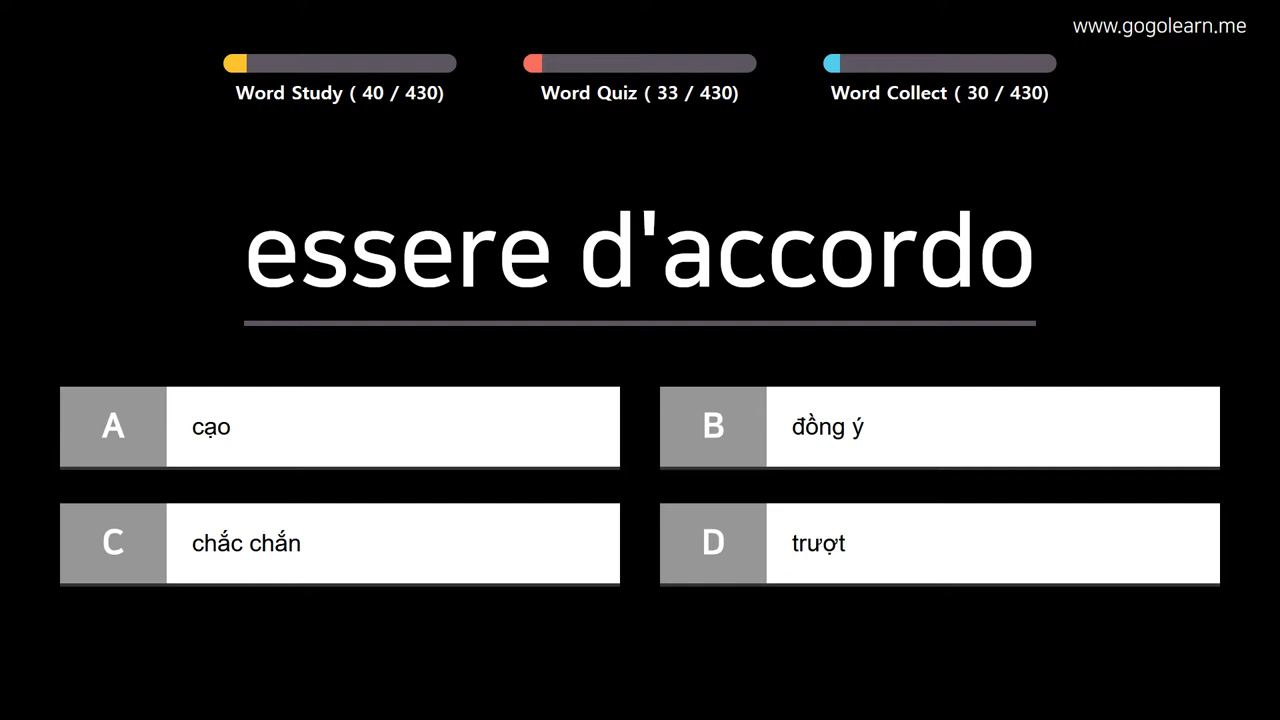 www.gogolearn.me
Word Study ( 40 / 430)
Word Quiz ( 33 / 430)
Word Collect ( 30 / 430)
essere d'accordo
A cạo
B đồng ý
C chắc chắn
D trượt